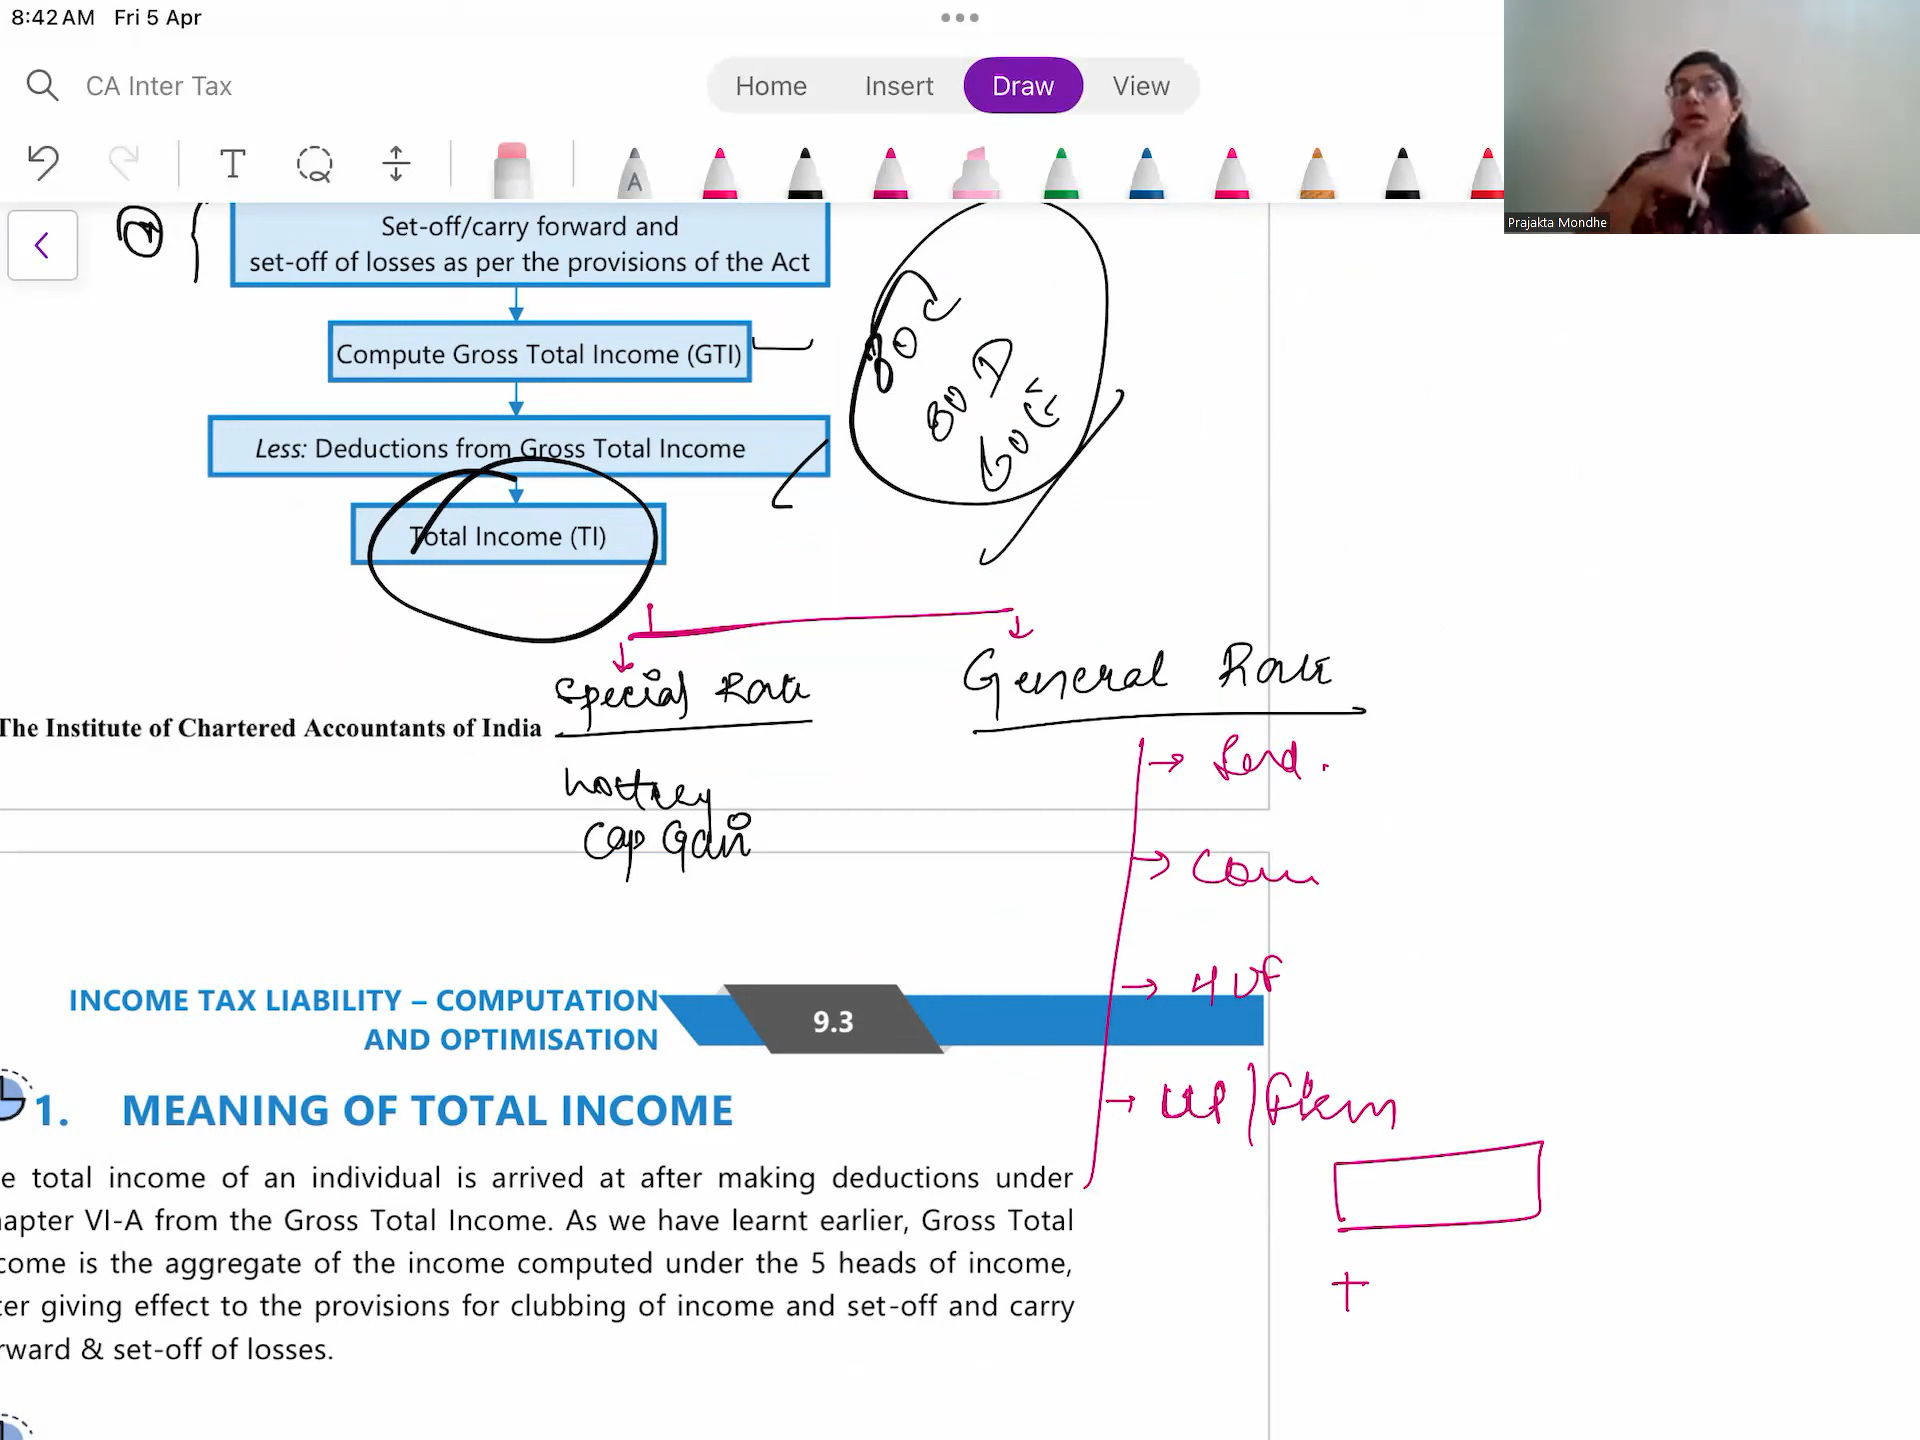 8:42 AM Fri 5 Apr
CA Inter Tax
Home Insert Draw View
T
A
Prajakta Mondhe
Set-off/carry forward and
set-off of losses as per the provisions of the Act
Compute Gross Total Income (GTI)
80C
80D
Less: Deductions from Gross Total Income
Total Income (TI)
Special Rate
General Rate
The Institute of Chartered Accountants of India
→ Ind.
Lottrey
Cap Gain
→ Com
→ HUF
INCOME TAX LIABILITY – COMPUTATION
AND OPTIMISATION
9.3
→ LLP/Firm
1. MEANING OF TOTAL INCOME
e total income of an individual is arrived at after making deductions under
apter VI-A from the Gross Total Income. As we have learnt earlier, Gross Total
come is the aggregate of the income computed under the 5 heads of income,
ter giving effect to the provisions for clubbing of income and set-off and carry
rward & set-off of losses.
+